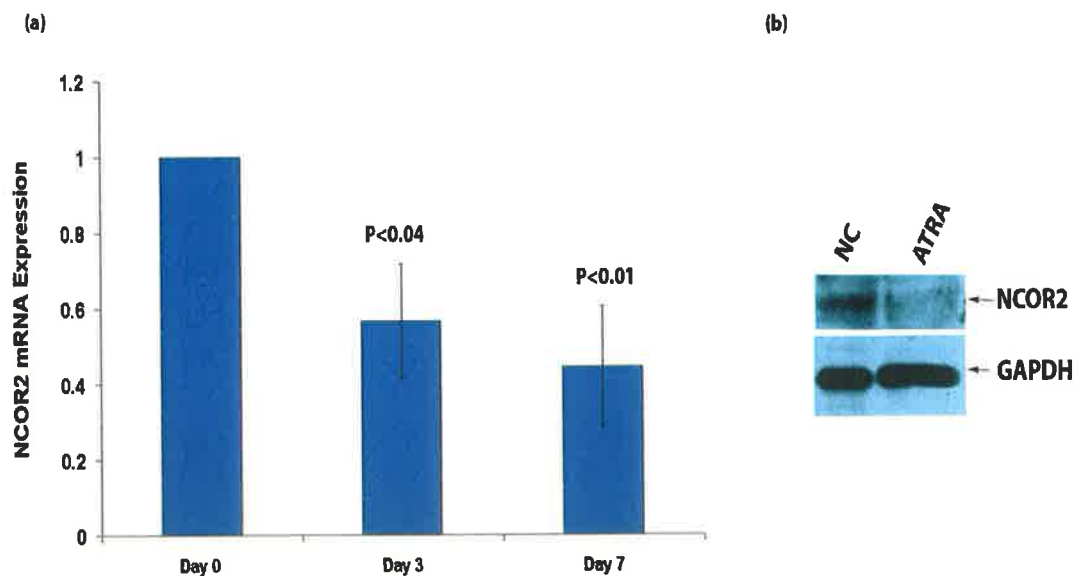 (a)
(b)
NCOR2 mRNA Expression
1.2
1
0.8
0.6
0.4
0.2
0
P<0.04
P<0.01
Day 0
Day 3
Day 7
NC
ATRA
NCOR2
GAPDH